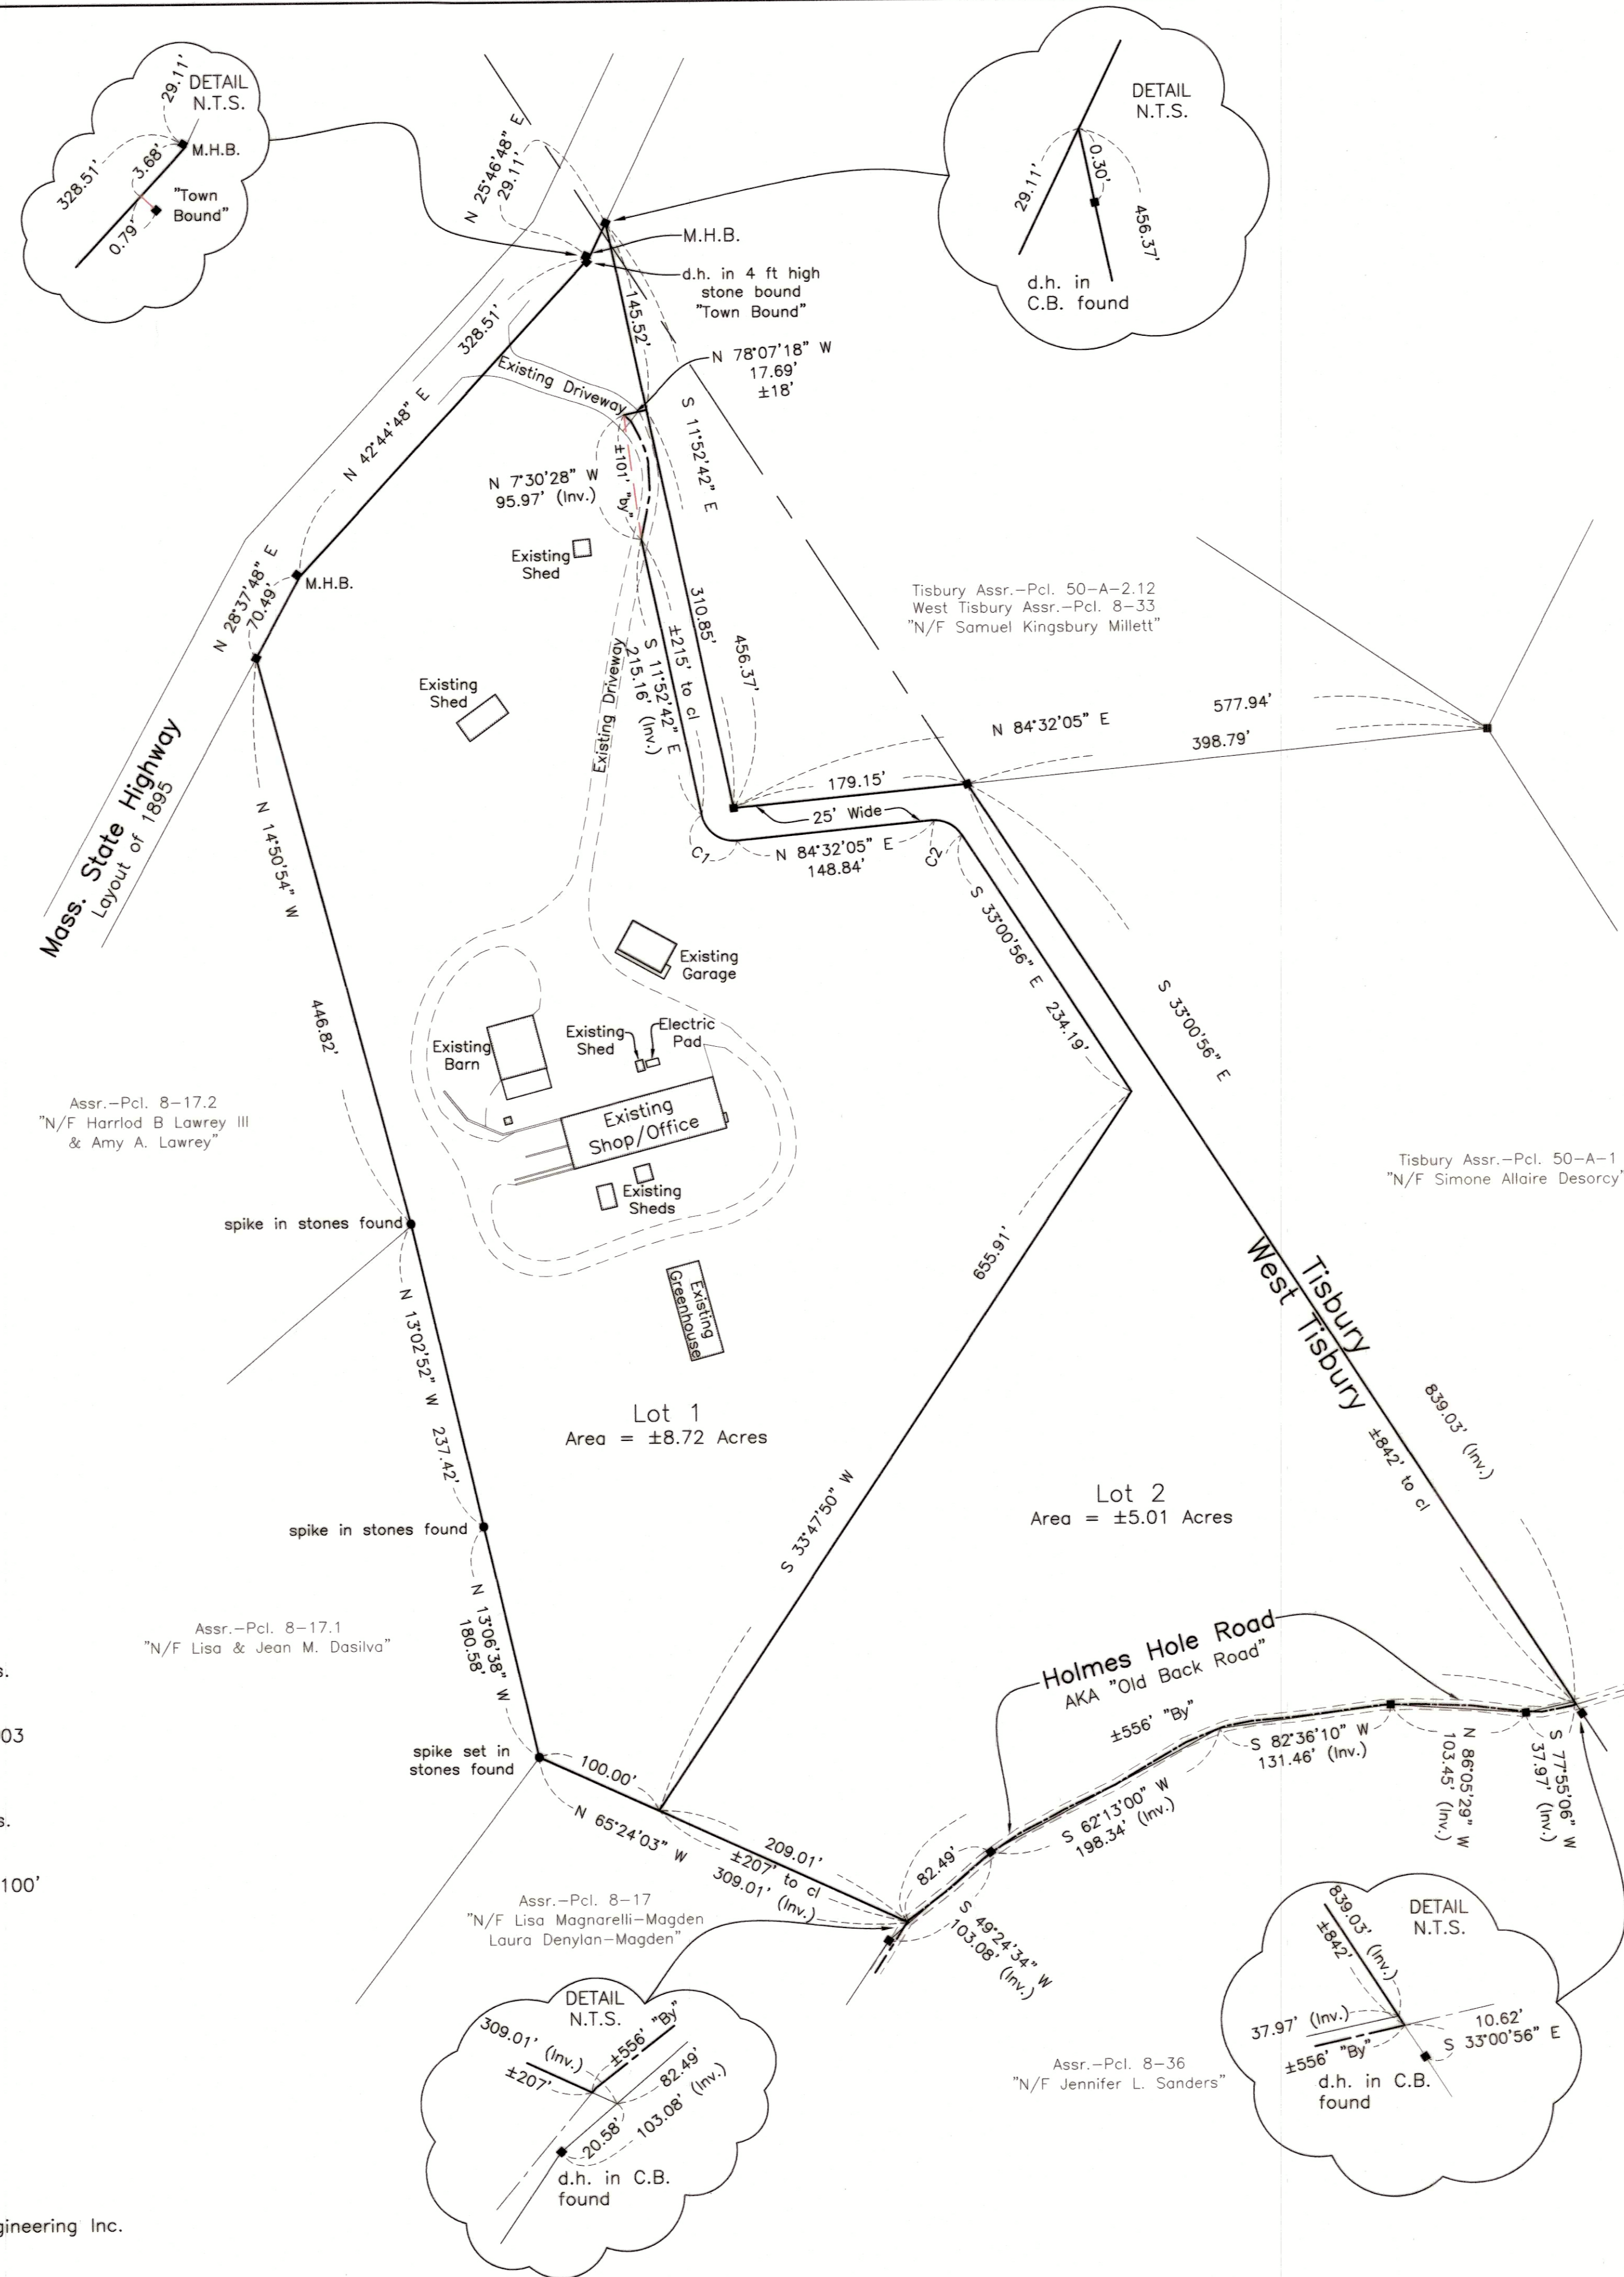 DETAIL
N.T.S.
29.11'
M.H.B.
328.51'
3.68'
"Town
Bound"
0.79'
DETAIL
N.T.S.
29.11'
0.30'
456.37'
d.h. in
C.B. found
N 25°46'48" E
29.11'
M.H.B.
d.h. in 4 ft high
stone bound
"Town Bound"
328.51'
145.52'
N 78°07'18" W
17.69'
±18'
Existing Driveway
N 42°44'48" E
S 11°52'42" E
±101' "by"
N 7°30'28" W
95.97' (Inv.)
Existing
Shed
N 28°37'48" E
70.49'
M.H.B.
310.85'
456.37'
Tisbury Assr.-Pcl. 50-A-2.12
West Tisbury Assr.-Pcl. 8-33
"N/F Samuel Kingsbury Millett"
±215' to cl
S 11°52'42" E
215.16' (Inv.)
Existing
Shed
Existing Driveway
Mass. State Highway
Layout of 1895
577.94'
N 84°32'05" E
398.79'
179.15'
25' Wide
C1
N 84°32'05" E
148.84'
C2
N 14°50'54" W
446.82'
S 33°00'56" E
234.19'
S 33°00'56" E
Existing
Garage
Existing
Barn
Existing
Shed
Electric
Pad
Existing
Shop/Office
Existing
Sheds
Assr.-Pcl. 8-17.2
"N/F Harrlod B Lawrey III
& Amy A. Lawrey"
Tisbury Assr.-Pcl. 50-A-1
"N/F Simone Allaire Desorcy"
spike in stones found
655.91'
Tisbury
West Tisbury
Existing
Greenhouse
N 13°02'52" W 237.42'
Lot 1
Area = ±8.72 Acres
839.03' (Inv.)
±842' to cl
S 33°47'50" W
Lot 2
Area = ±5.01 Acres
spike in stones found
N 13°06'38" W
180.58'
Assr.-Pcl. 8-17.1
"N/F Lisa & Jean M. Dasilva"
s.
03
s.
100'
Holmes Hole Road
AKA "Old Back Road"
±556' "By"
S 82°36'10" W
131.46' (Inv.)
N 86°05'29" W
103.45' (Inv.)
S 77°55'06" W
37.97' (Inv.)
spike set in
stones found
100.00'
N 65°24'03" W
209.01'
±207' to cl
309.01' (Inv.)
82.49'
S 62°13'00" W
198.34' (Inv.)
S 49°24'34" W
103.08' (Inv.)
Assr.-Pcl. 8-17
"N/F Lisa Magnarelli-Magden
Laura Denylan-Magden"
DETAIL
N.T.S.
309.01' (Inv.)
±556' "By"
±207'
82.49'
103.08' (Inv.)
20.58'
d.h. in C.B.
found
Assr.-Pcl. 8-36
"N/F Jennifer L. Sanders"
DETAIL
N.T.S.
839.03' (Inv.)
±842'
37.97' (Inv.)
10.62'
S 33°00'56" E
±556' "By"
d.h. in C.B.
found
gineering Inc.